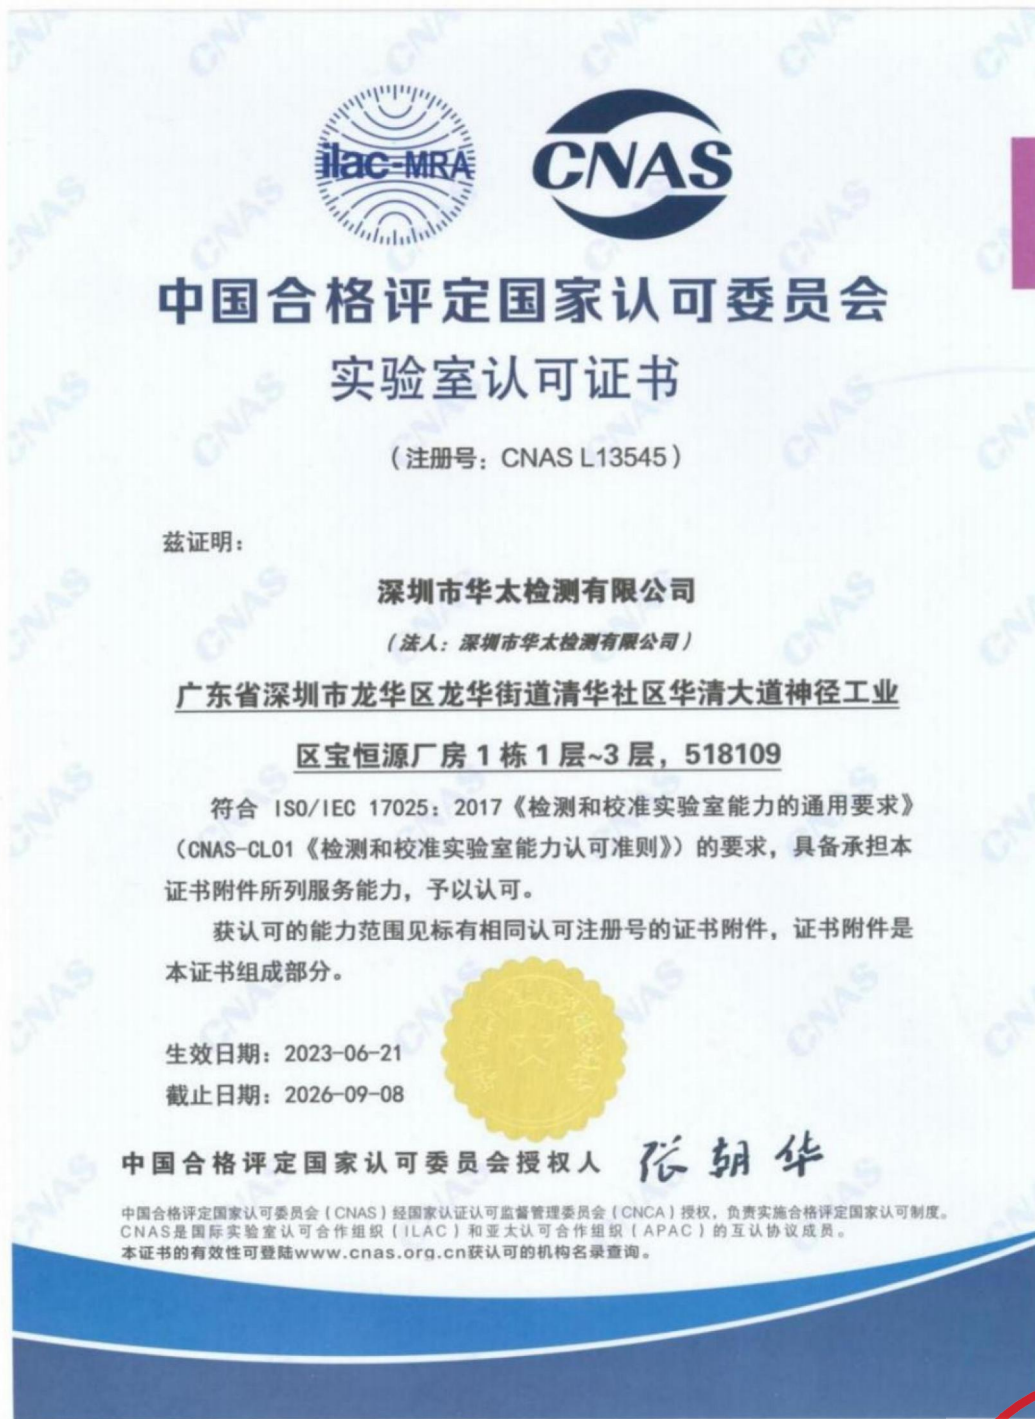 ilac-MRA
CNAS
中国合格评定国家认可委员会
实验室认可证书
（注册号：CNAS L13545）
兹证明：
深圳市华太检测有限公司
（法人：深圳市华太检测有限公司）
广东省深圳市龙华区龙华街道清华社区华清大道神径工业
区宝恒源厂房 1 栋 1 层~3 层，518109
符合 ISO/IEC 17025：2017《检测和校准实验室能力的通用要求》
（CNAS-CL01《检测和校准实验室能力认可准则》）的要求，具备承担本
证书附件所列服务能力，予以认可。
获认可的能力范围见标有相同认可注册号的证书附件，证书附件是
本证书组成部分。
生效日期：2023-06-21
截止日期：2026-09-08
中国合格评定国家认可委员会授权人 张朝华
中国合格评定国家认可委员会（CNAS）经国家认证认可监督管理委员会（CNCA）授权，负责实施合格评定国家认可制度。
CNAS是国际实验室认可合作组织（ILAC）和亚太认可合作组织（APAC）的互认协议成员。
本证书的有效性可登陆www.cnas.org.cn获认可的机构名录查询。